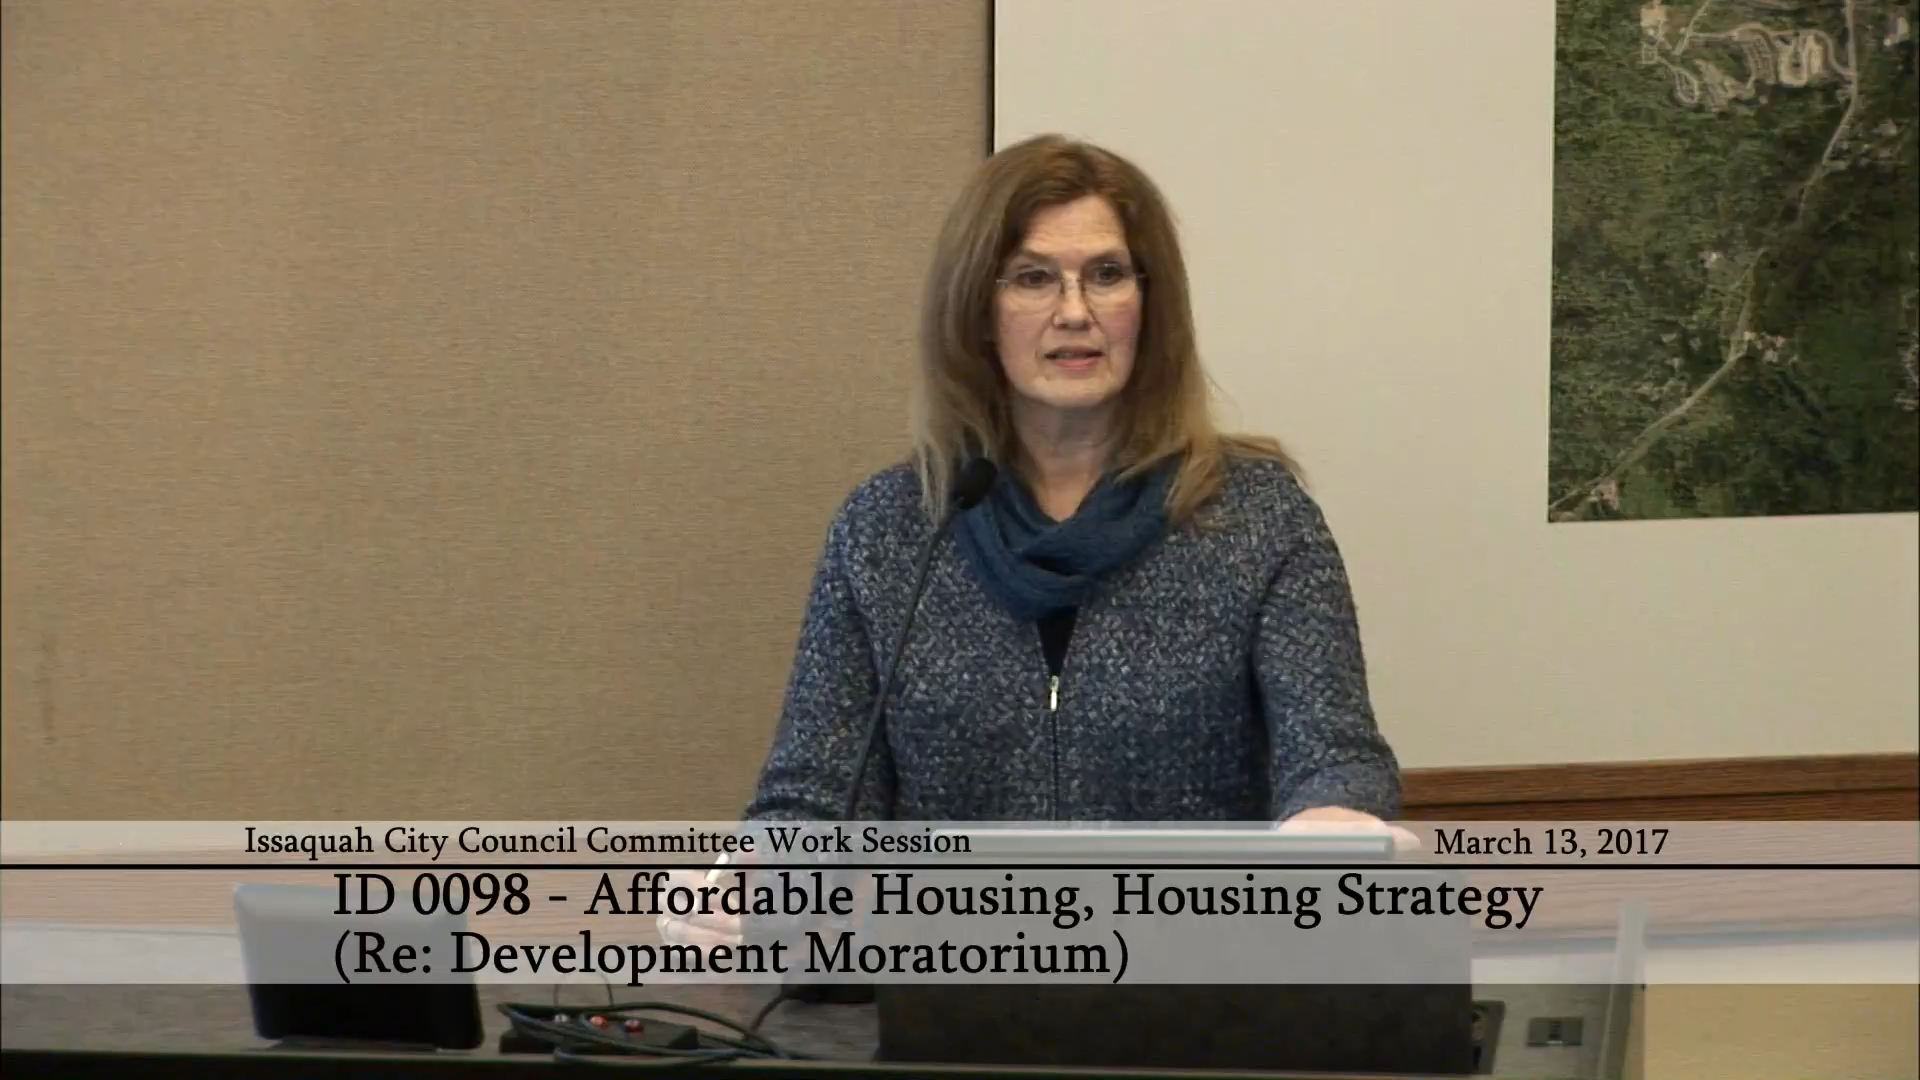 Issaquah City Council Committee Work Session
March 13, 2017
ID 0098 - Affordable Housing, Housing Strategy
(Re: Development Moratorium)